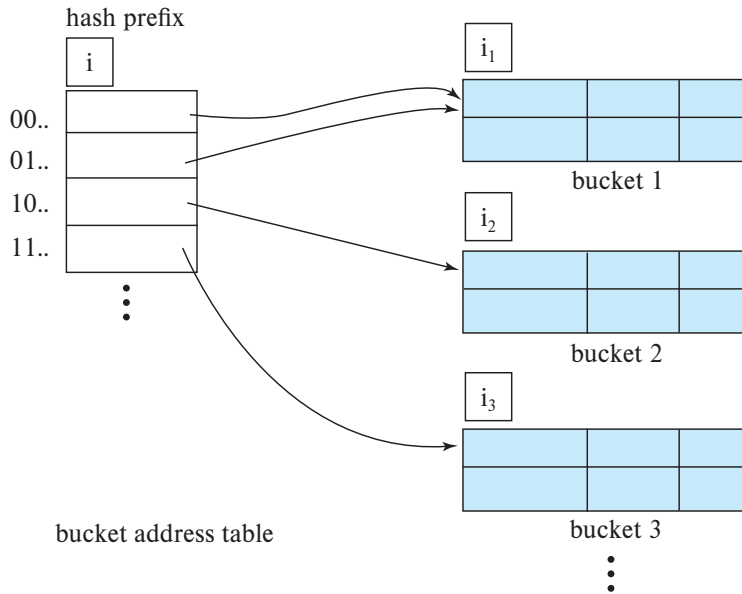 hash prefix
i
00..
01..
10..
11..
bucket address table
i₁
bucket 1
i₂
bucket 2
i₃
bucket 3